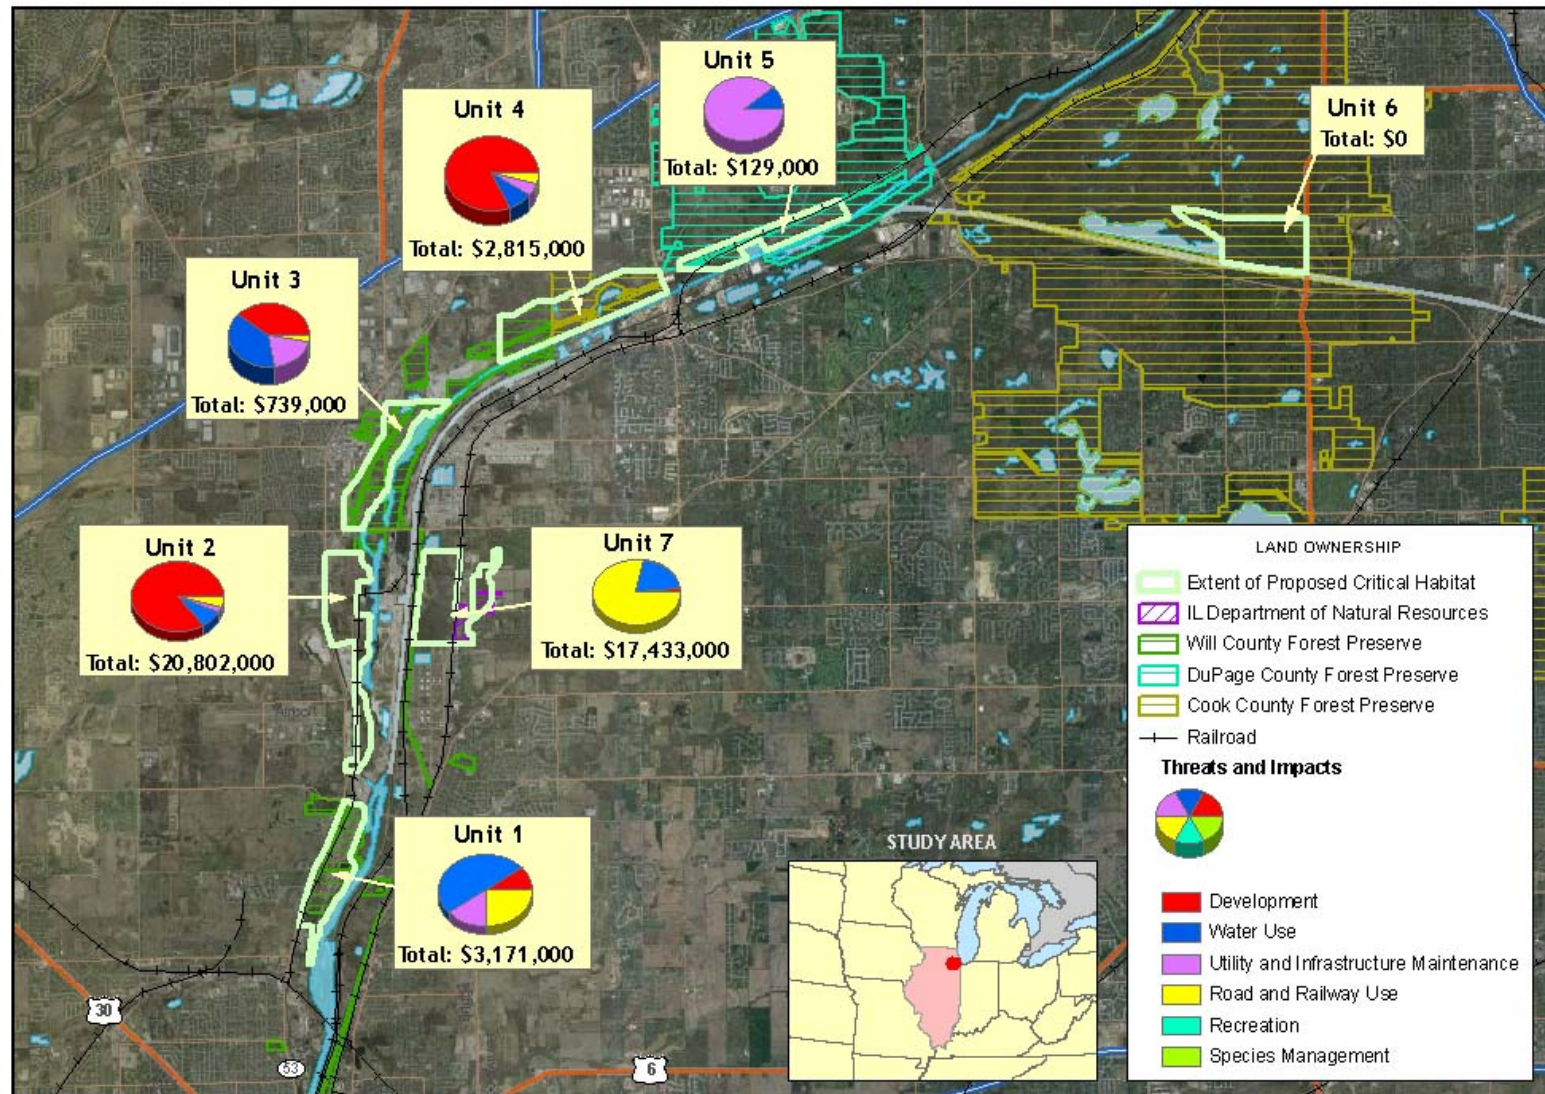 Unit 5
Total: $129,000
Unit 4
Total: $2,815,000
Unit 6
Total: $0
Unit 3
Total: $739,000
Unit 2
Total: $20,802,000
Unit 7
Total: $17,433,000
Unit 1
Total: $3,171,000
30
53
6
STUDY AREA
LAND OWNERSHIP
Extent of Proposed Critical Habitat
IL Department of Natural Resources
Will County Forest Preserve
DuPage County Forest Preserve
Cook County Forest Preserve
Railroad
Threats and Impacts
Development
Water Use
Utility and Infrastructure Maintenance
Road and Railway Use
Recreation
Species Management